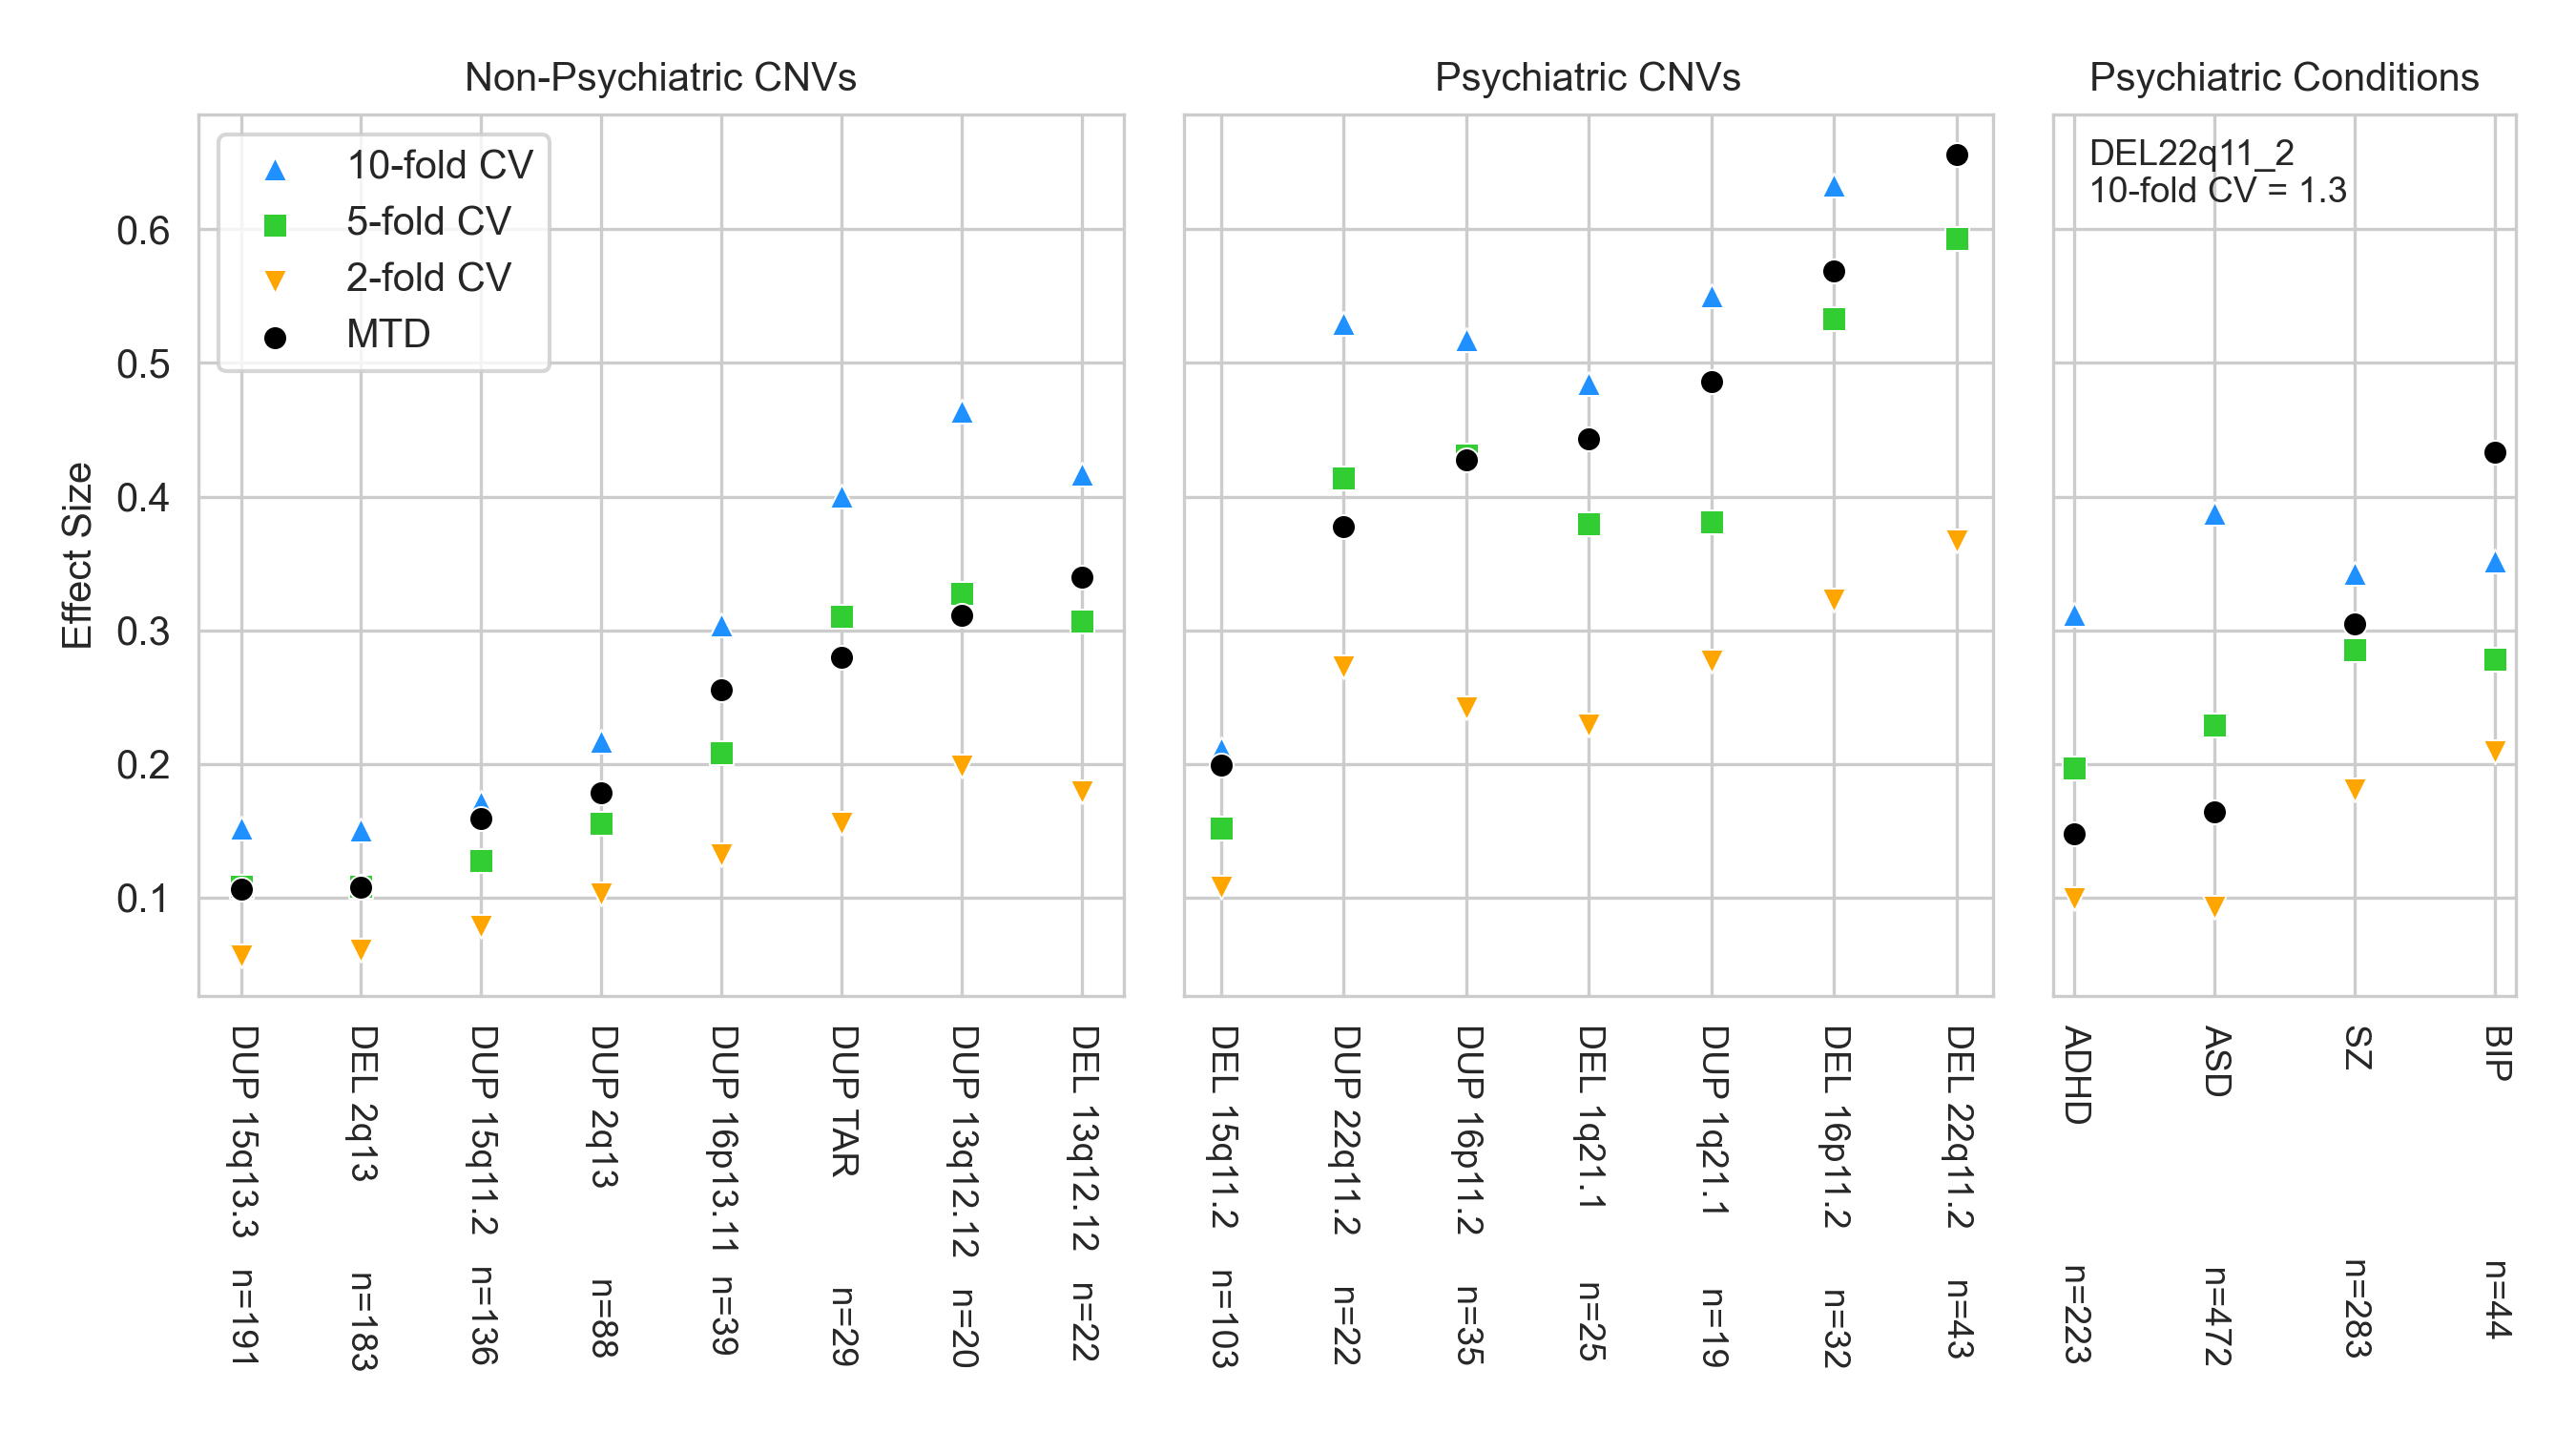 Non-Psychiatric CNVs
Psychiatric CNVs
Psychiatric Conditions
10-fold CV
5-fold CV
2-fold CV
MTD
DEL22q11_2
10-fold CV = 1.3
Effect Size
0.6
0.5
0.4
0.3
0.2
0.1
DUP 15q13.3 n=191
DEL 2q13 n=183
DUP 15q11.2 n=136
DUP 2q13 n=88
DUP 16p13.11 n=39
DUP TAR n=29
DUP 13q12.12 n=20
DEL 13q12.12 n=22
DEL 15q11.2 n=103
DUP 22q11.2 n=22
DUP 16p11.2 n=35
DEL 1q21.1 n=25
DUP 1q21.1 n=19
DEL 16p11.2 n=32
DEL 22q11.2 n=43
ADHD n=223
ASD n=472
SZ n=283
BIP n=44